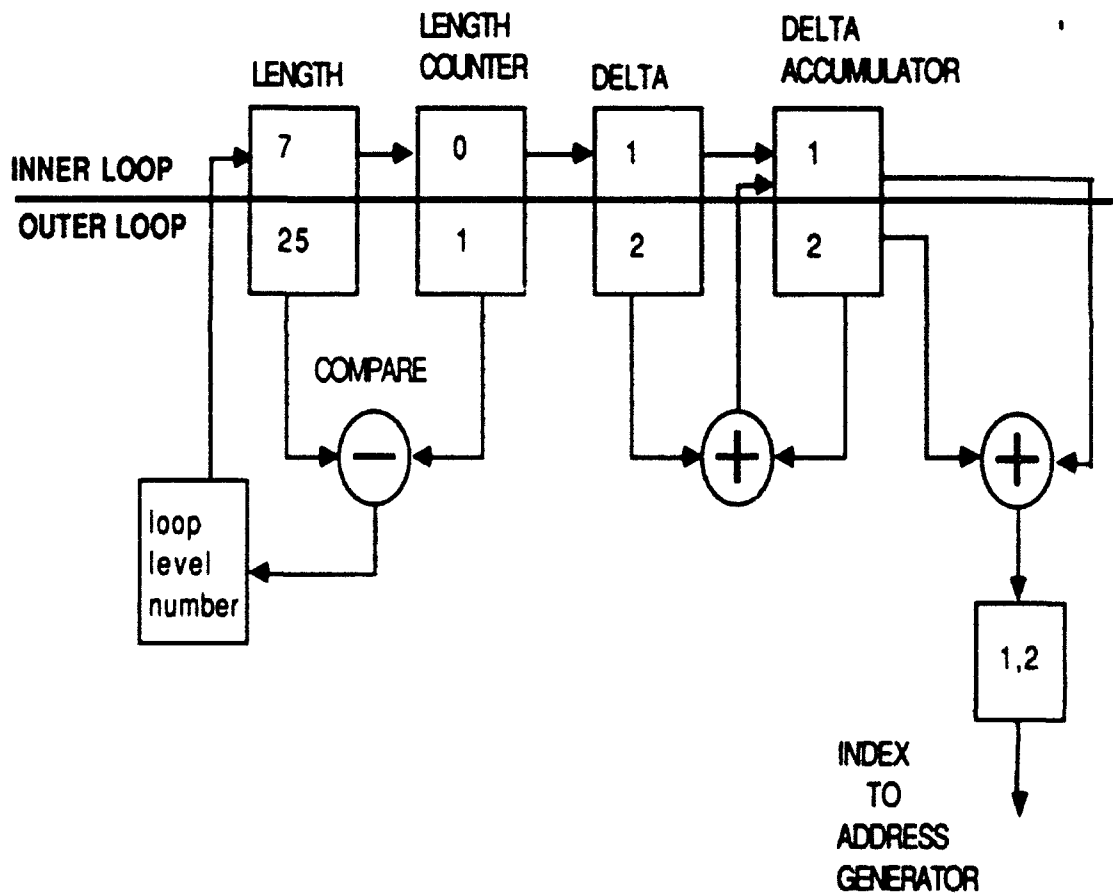 LENGTH
LENGTH
COUNTER
DELTA
DELTA
ACCUMULATOR
INNER LOOP
OUTER LOOP
7
0
1
1
25
1
2
2
COMPARE
loop
level
number
1,2
INDEX
TO
ADDRESS
GENERATOR